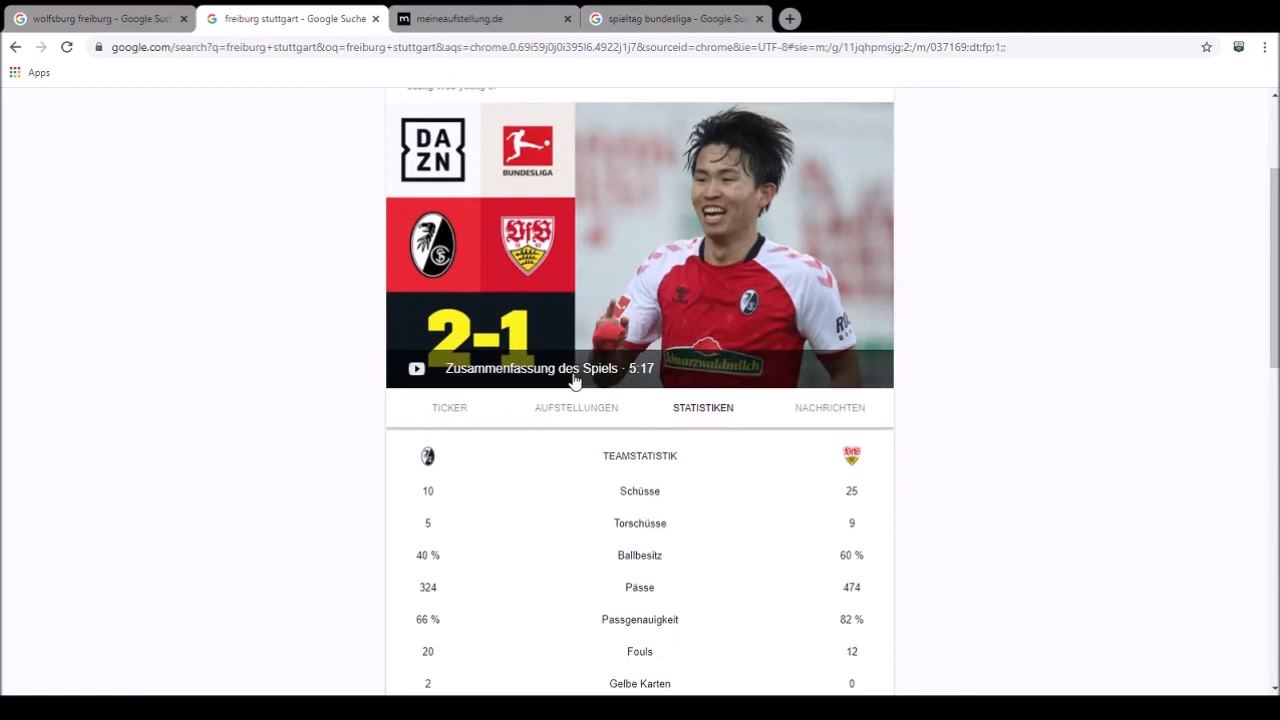 wolfsburg freiburg - Google Such
freiburg stuttgart - Google Suche
meineaufstellung.de
spieltag bundesliga - Google Su
google.com/search?q=freiburg+stuttgart&oq=freiburg+stuttgart&aqs=chrome.0.69i59j0j0i395l6.4922j1j7&sourceid=chrome&ie=UTF-8#sie=m;/g/11jqhpmsjg;2;/m/037169;dt;fp;1;;
Apps
DA
ZN
BUNDESLIGA
SC
VfB
2-1
Schwarzwaldmilch
Zusammenfassung des Spiels · 5:17
TICKER AUFSTELLUNGEN STATISTIKEN NACHRICHTEN
TEAMSTATISTIK
10 Schüsse 25
5 Torschüsse 9
40 % Ballbesitz 60 %
324 Pässe 474
66 % Passgenauigkeit 82 %
20 Fouls 12
2 Gelbe Karten 0